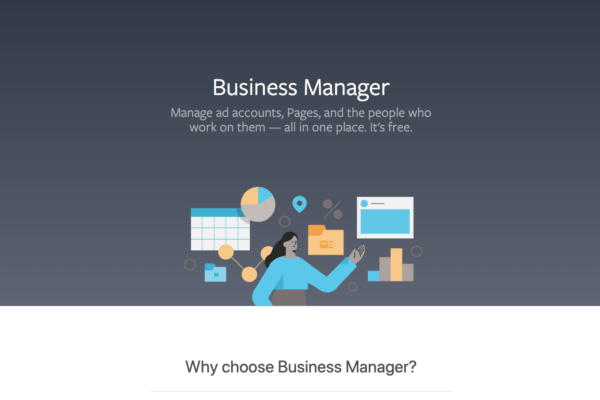 Business Manager
Manage ad accounts, Pages, and the people who
work on them — all in one place. It's free.
Why choose Business Manager?